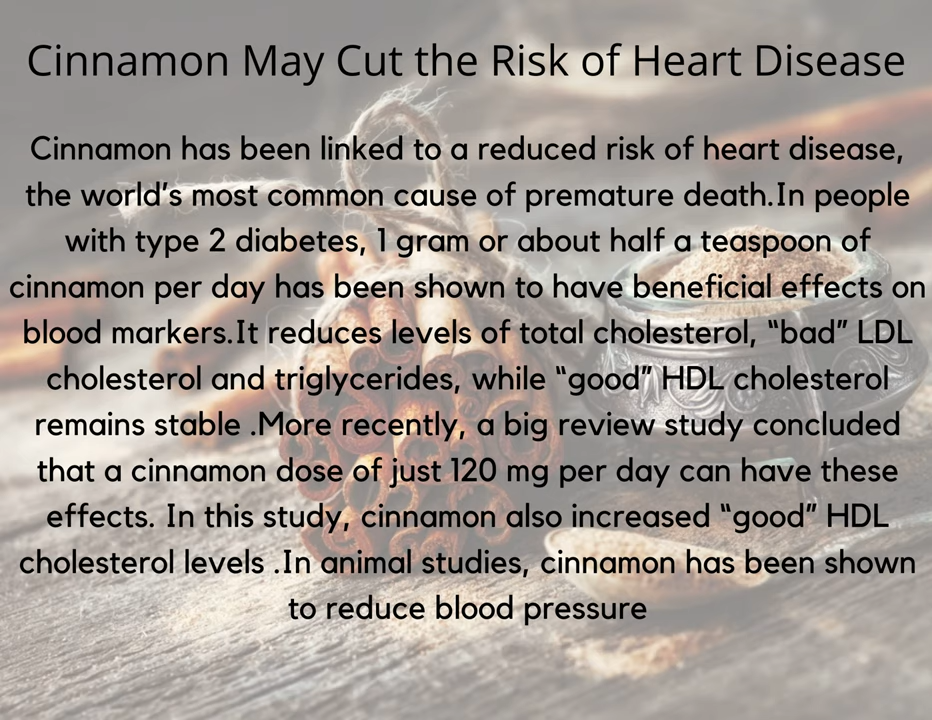 Cinnamon May Cut the Risk of Heart Disease
Cinnamon has been linked to a reduced risk of heart disease,
the world's most common cause of premature death.In people
with type 2 diabetes, 1 gram or about half a teaspoon of
cinnamon per day has been shown to have beneficial effects on
blood markers.It reduces levels of total cholesterol, “bad” LDL
cholesterol and triglycerides, while “good” HDL cholesterol
remains stable .More recently, a big review study concluded
that a cinnamon dose of just 120 mg per day can have these
effects. In this study, cinnamon also increased “good” HDL
cholesterol levels .In animal studies, cinnamon has been shown
to reduce blood pressure